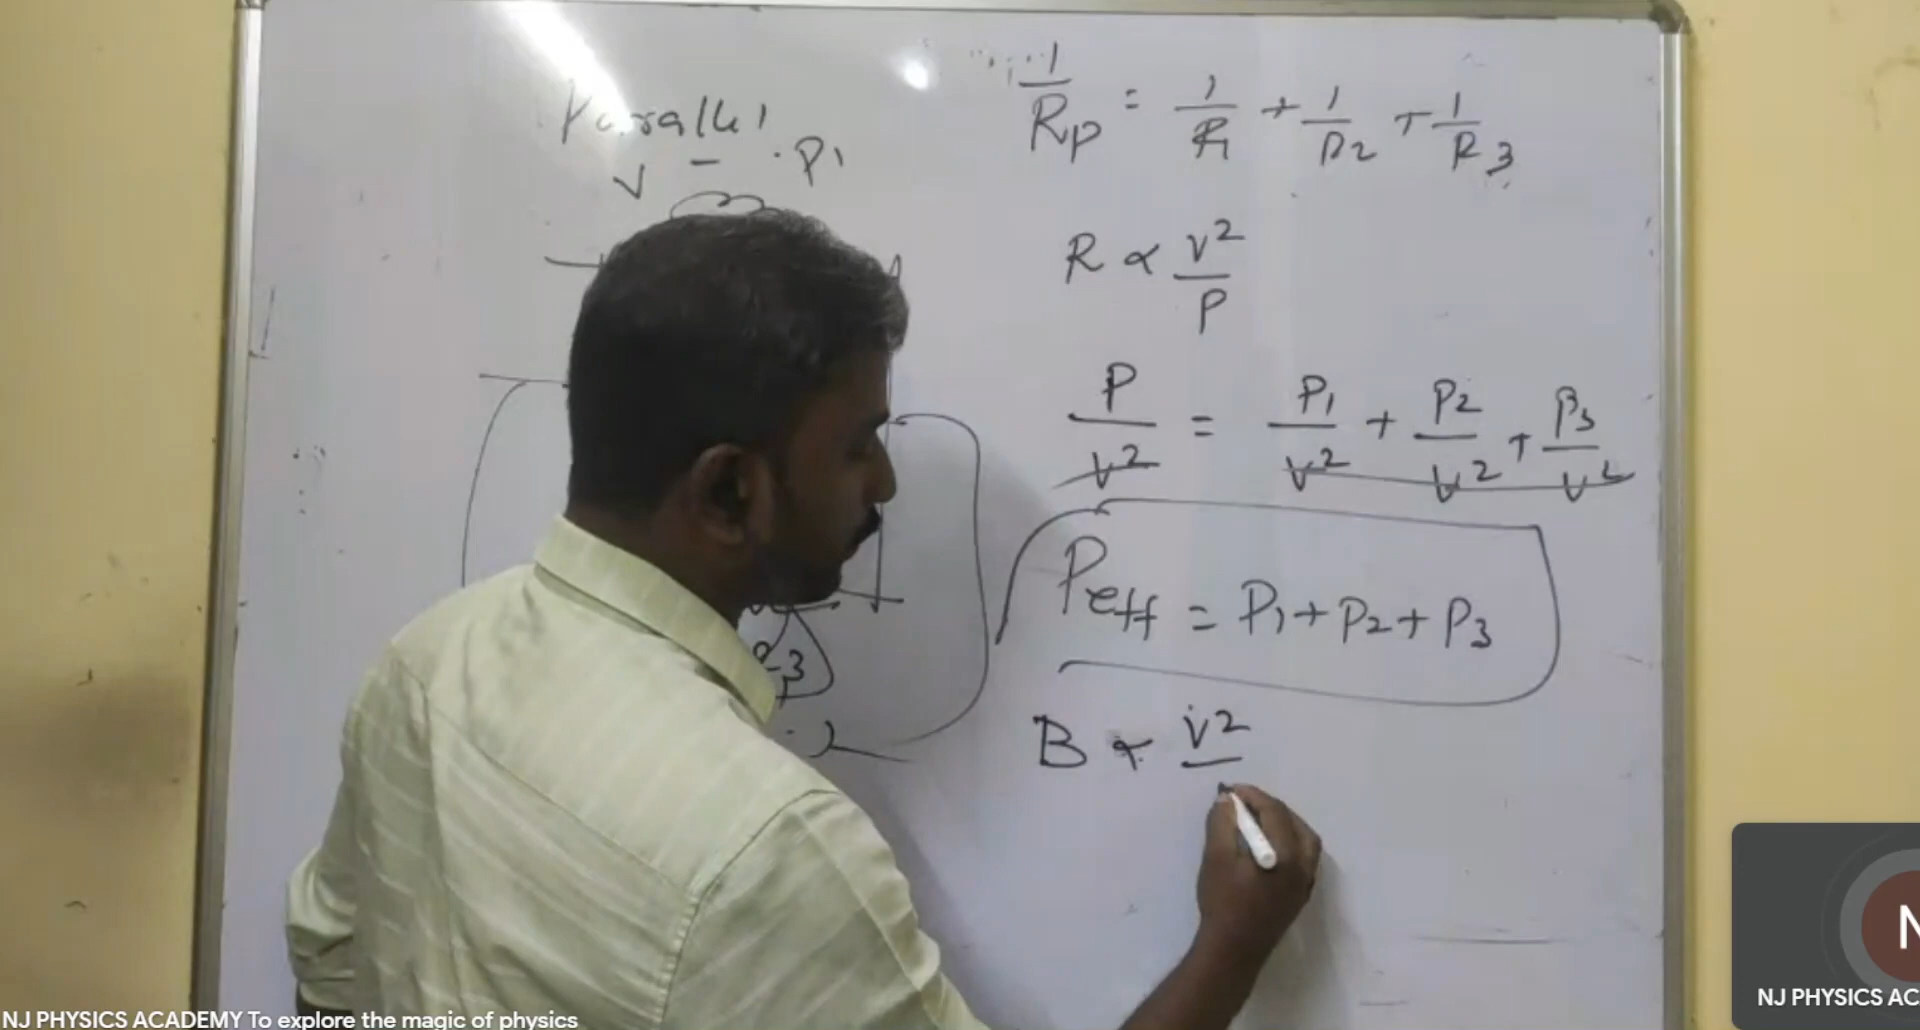 Parallel
V - P1
1/Rp = 1/R1 + 1/R2 + 1/R3
R ∝ V²/P
P/V² = P1/V² + P2/V² + P3/V²
Peff = P1 + P2 + P3
B ∝ V²
NJ PHYSICS ACADEMY To explore the magic of physics
N
NJ PHYSICS AC